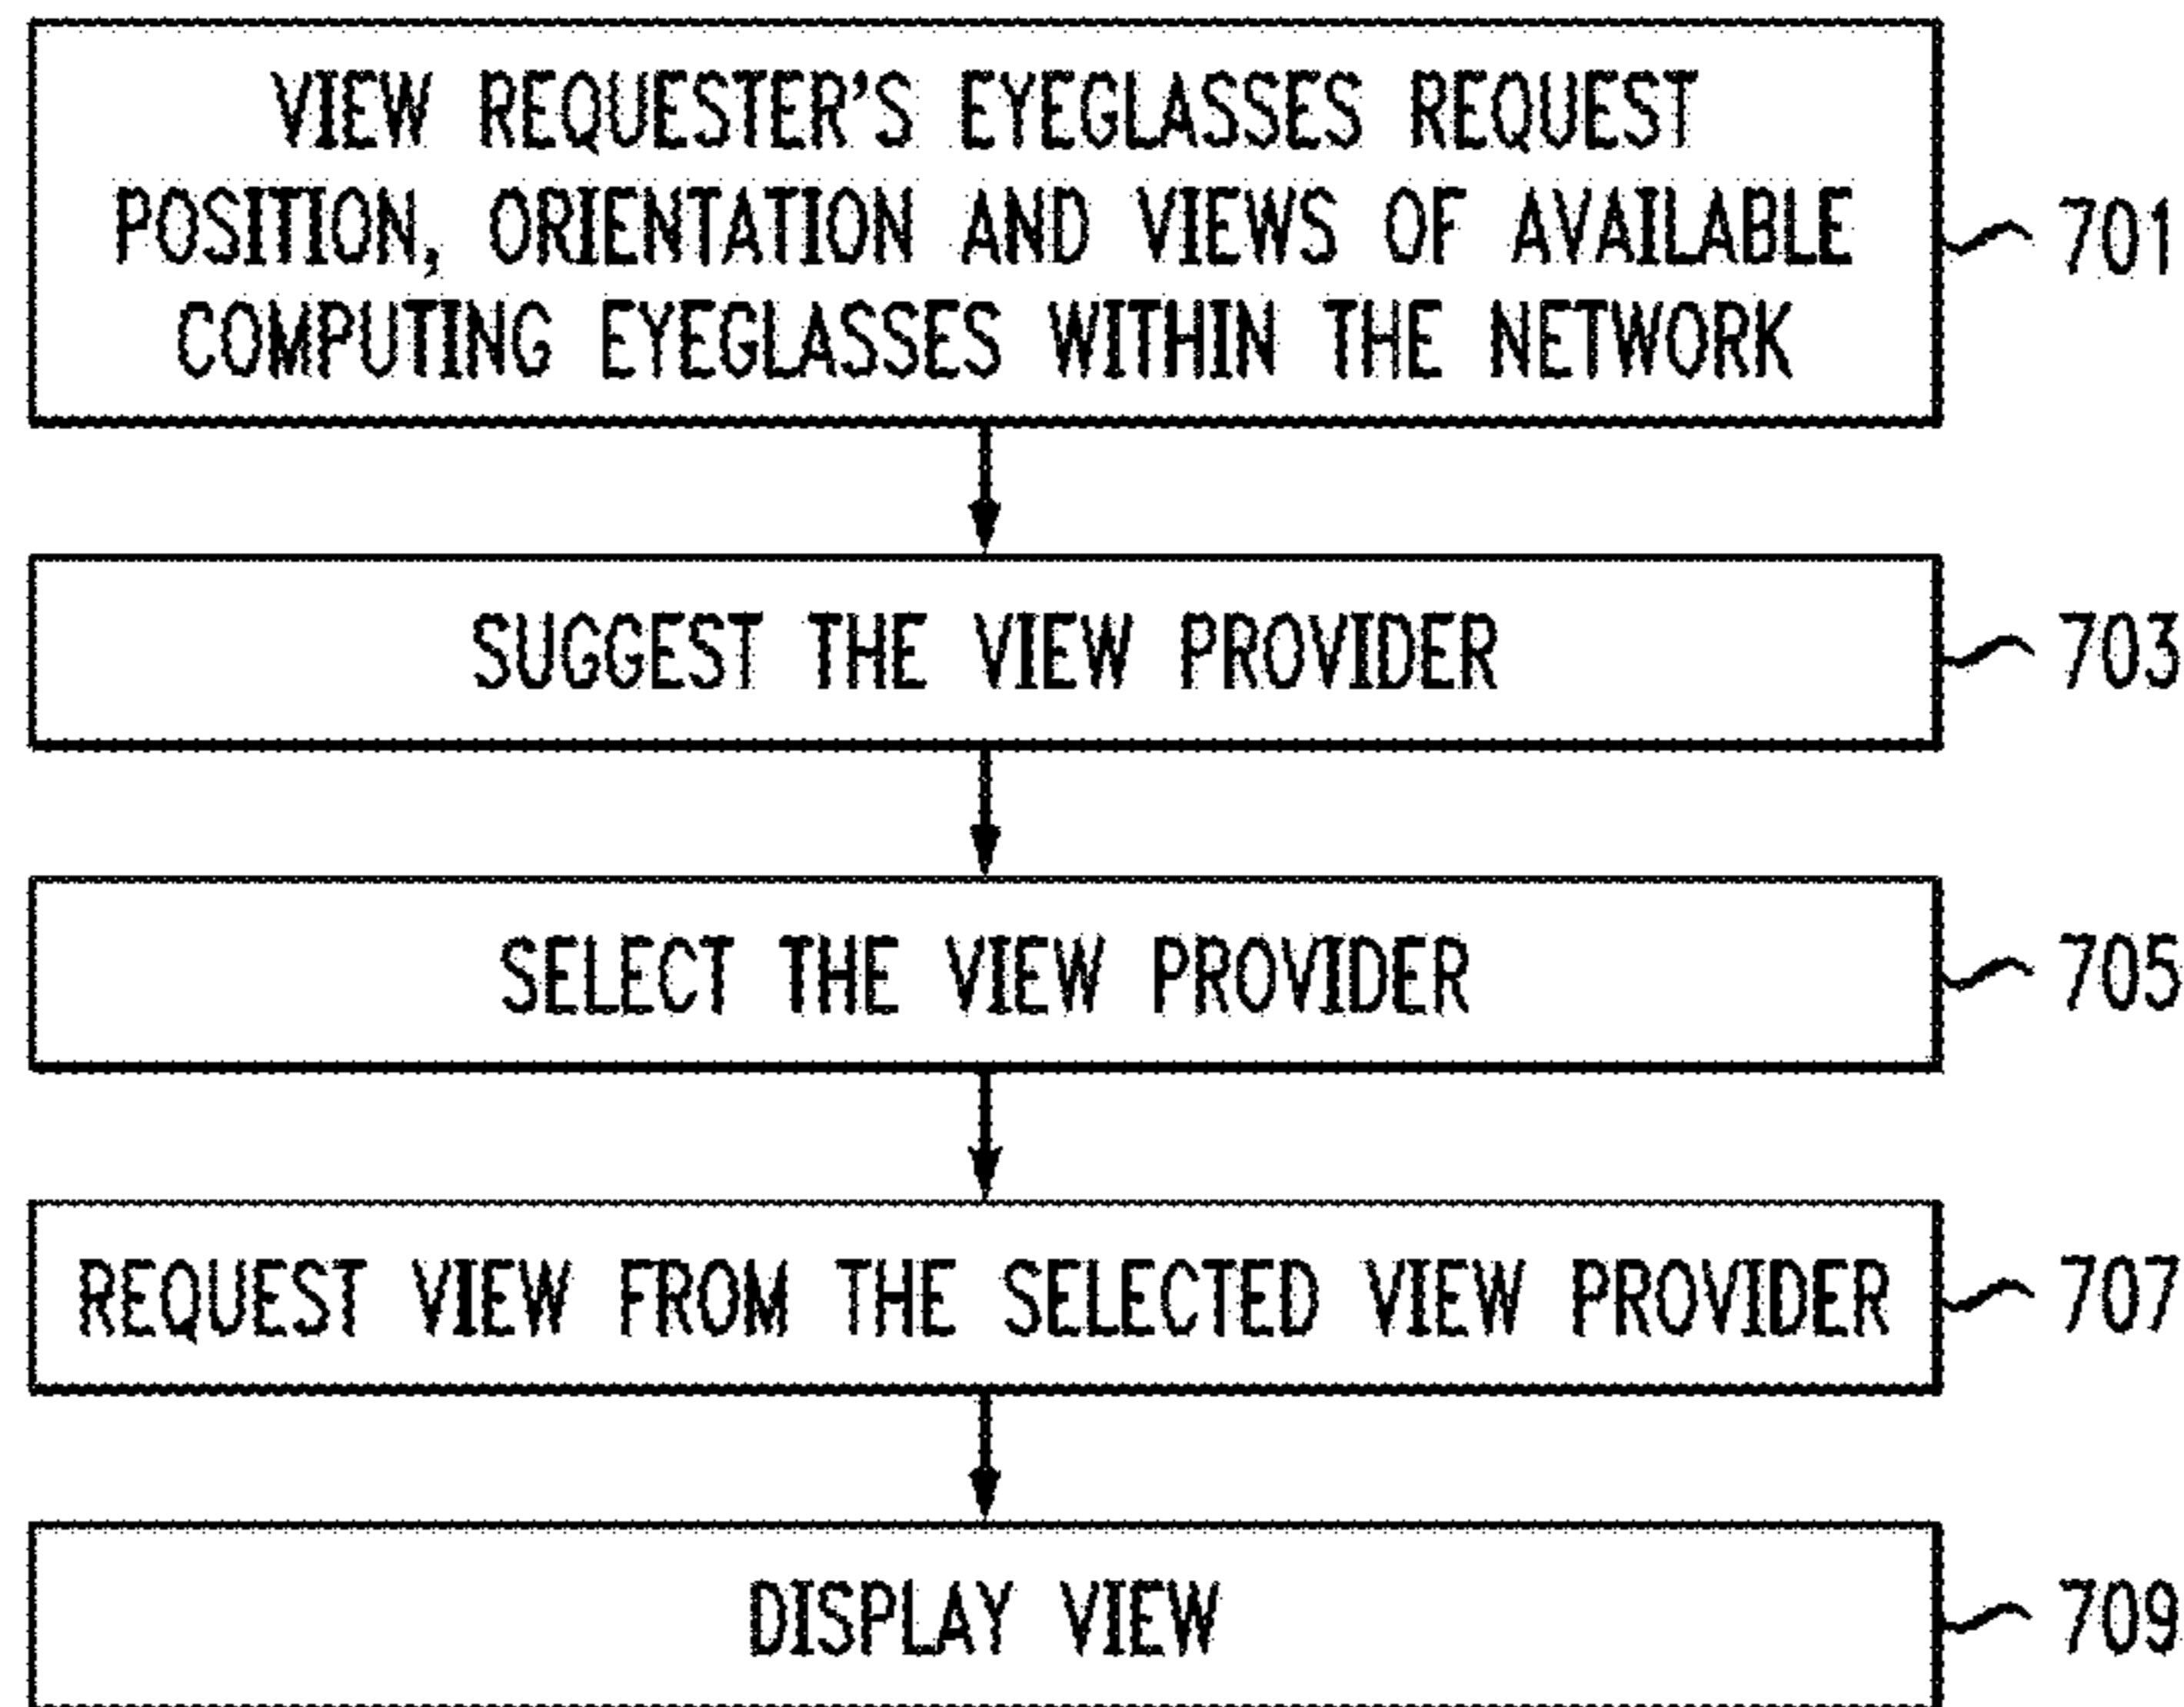 VIEW REQUESTER'S EYEGLASSES REQUEST
POSITION, ORIENTATION AND VIEWS OF AVAILABLE
COMPUTING EYEGLASSES WITHIN THE NETWORK
701
SUGGEST THE VIEW PROVIDER
703
SELECT THE VIEW PROVIDER
705
REQUEST VIEW FROM THE SELECTED VIEW PROVIDER
707
DISPLAY VIEW
709